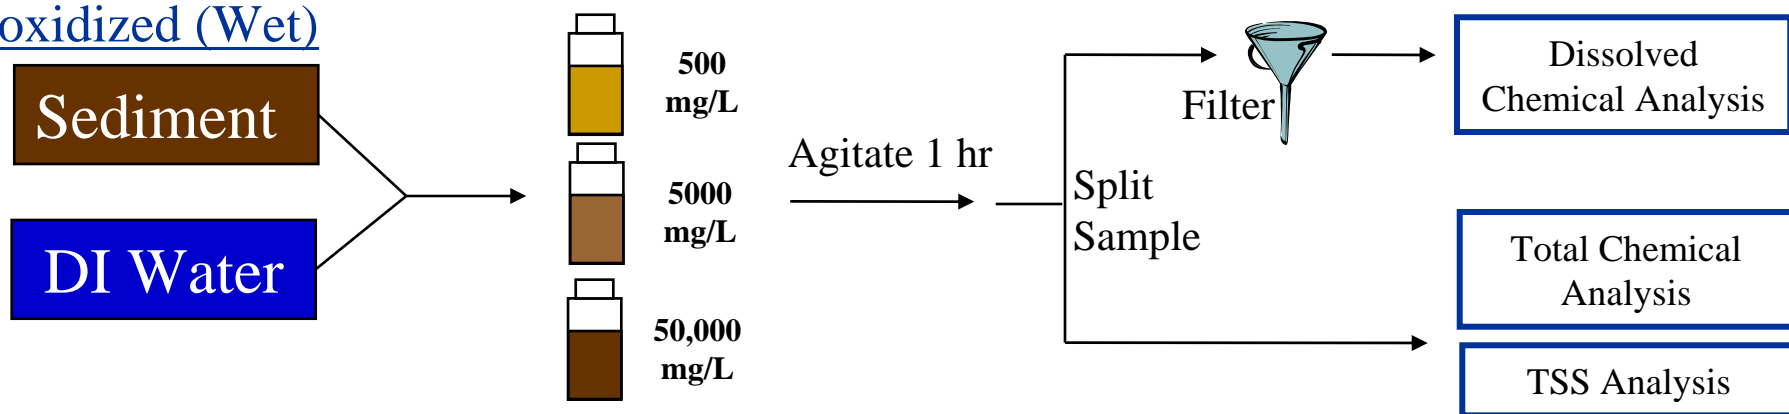 oxidized (Wet)
Sediment
DI Water
500
mg/L
5000
mg/L
50,000
mg/L
Agitate 1 hr
Split
Sample
Filter
Dissolved
Chemical Analysis
Total Chemical
Analysis
TSS Analysis